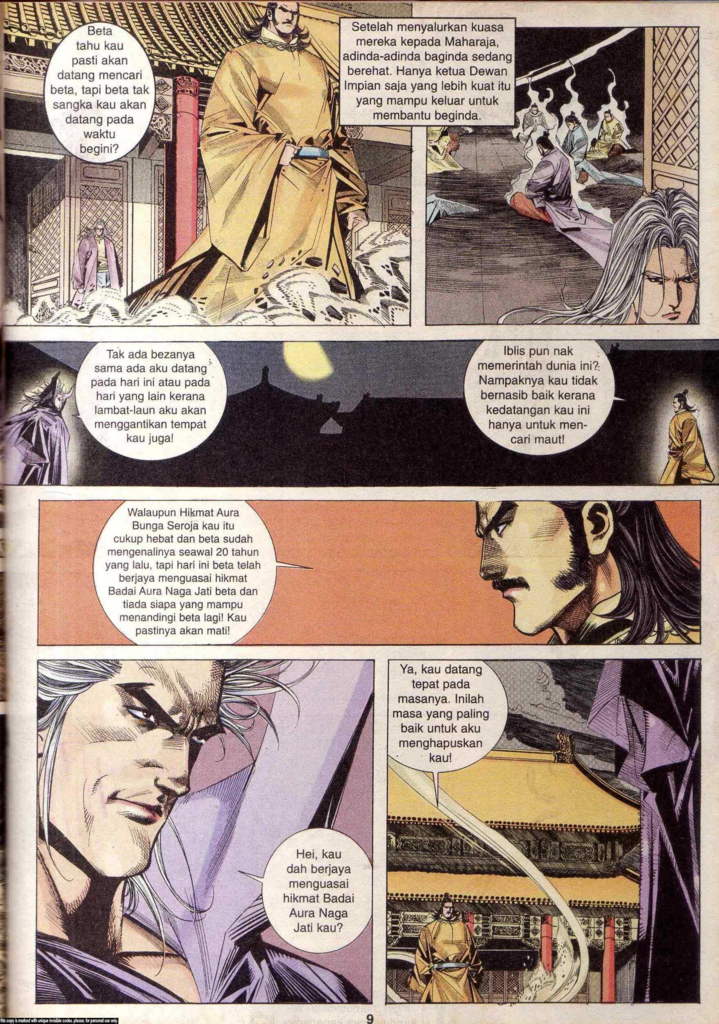 Beta
tahu kau
pasti akan
datang mencari
beta, tapi beta tak
sangka kau akan
datang pada
waktu
begini?
Setelah menyalurkan kuasa
mereka kepada Maharaja,
adinda-adinda baginda sedang
berehat. Hanya ketua Dewan
Impian saja yang lebih kuat itu
yang mampu keluar untuk
membantu beginda.
Tak ada bezanya
sama ada aku datang
pada hari ini atau pada
hari yang lain kerana
lambat-laun aku akan
menggantikan tempat
kau juga!
Iblis pun nak
memerintah dunia ini?
Nampaknya kau tidak
bernasib baik kerana
kedatangan kau ini
hanya untuk men-
cari maut!
Walaupun Hikmat Aura
Bunga Seroja kau itu
cukup hebat dan beta sudah
mengenalinya seawal 20 tahun
yang lalu, tapi hari ini beta telah
berjaya menguasai hikmat
Badai Aura Naga Jati beta dan
tiada siapa yang mampu
menandingi beta lagi! Kau
pastinya akan mati!
Hei, kau
dah berjaya
menguasai
hikmat Badai
Aura Naga
Jati kau?
Ya, kau datang
tepat pada
masanya. Inilah
masa yang paling
baik untuk aku
menghapuskan
kau!
9